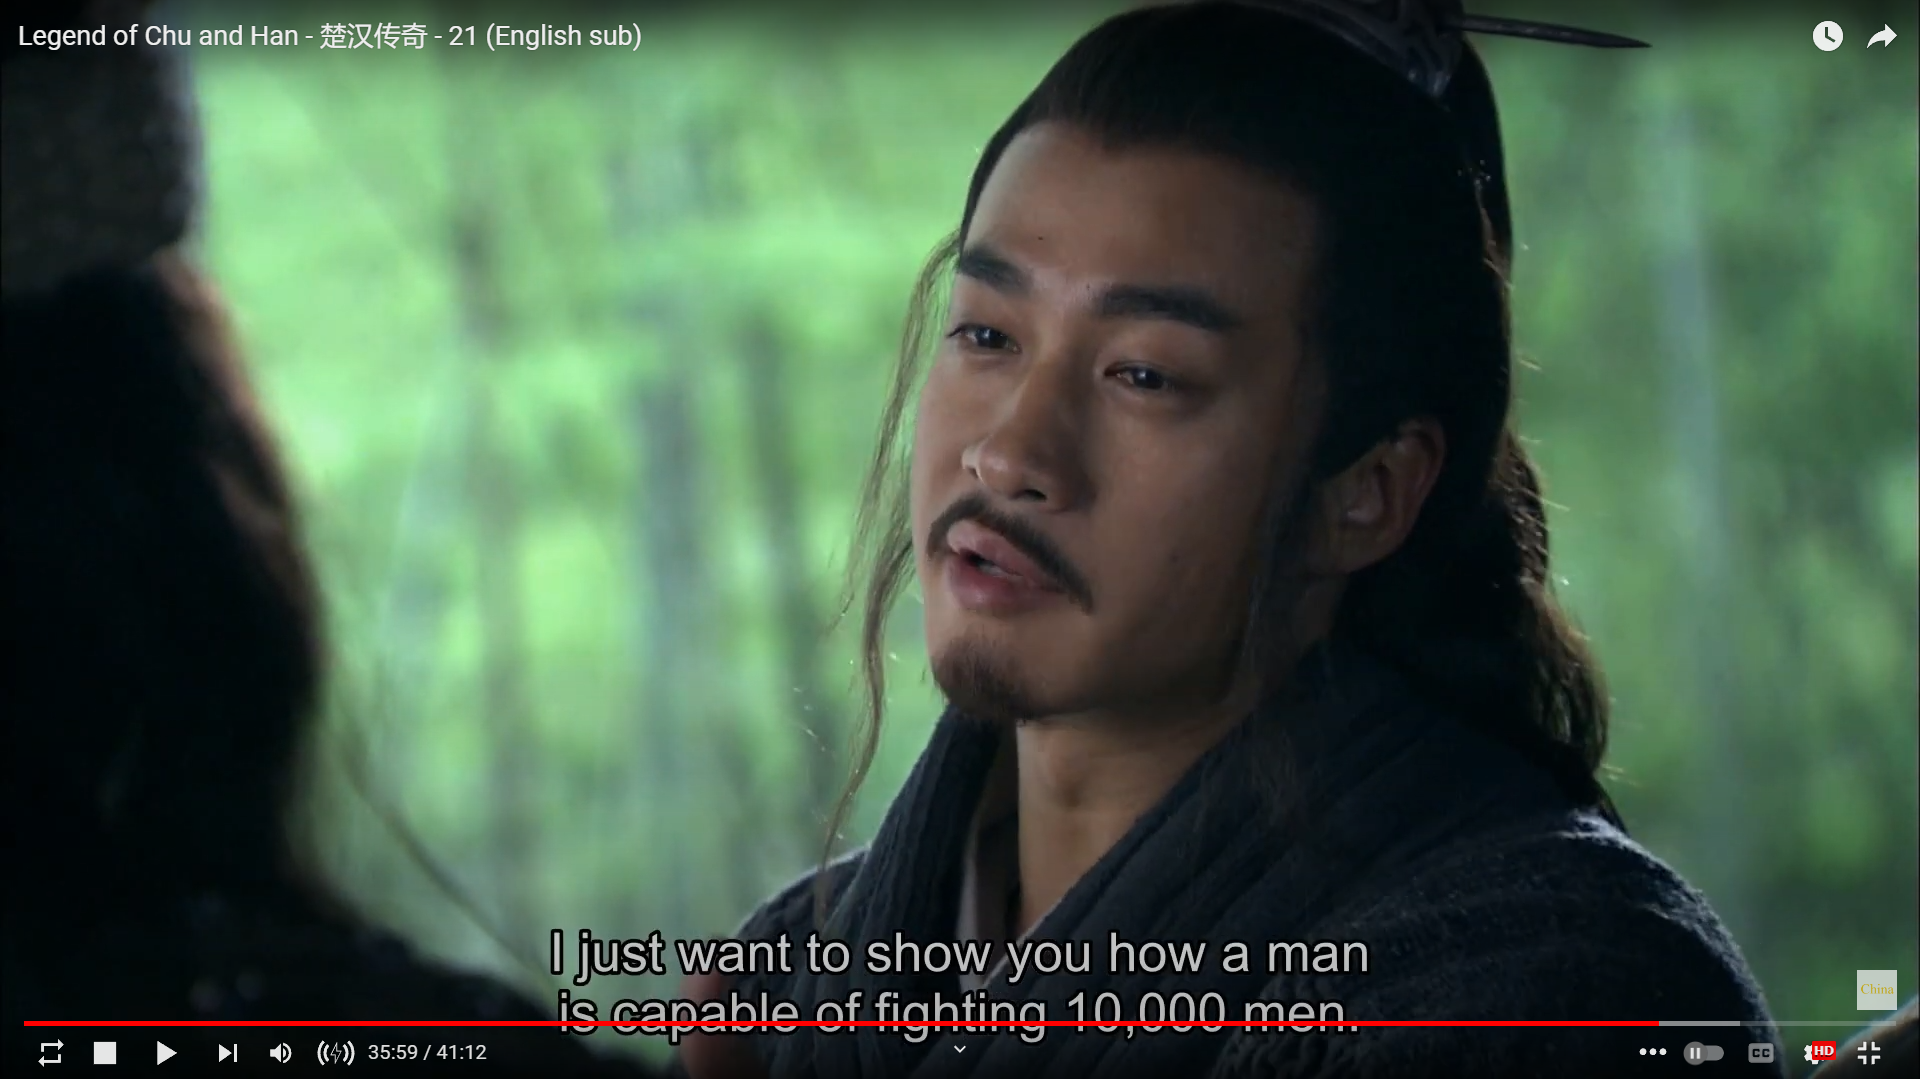 Legend of Chu and Han - 楚汉传奇 - 21 (English sub)
I just want to show you how a man
is capable of fighting 10,000 men.
China
35:59 / 41:12
CC
HD